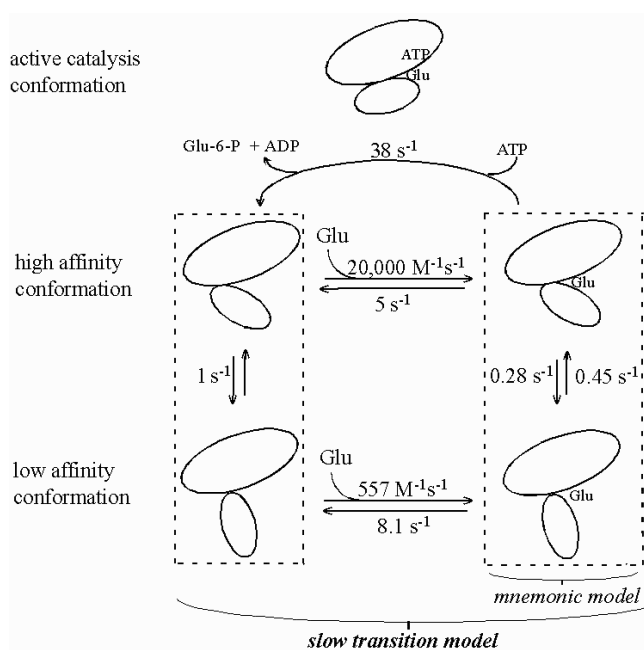 active catalysis
conformation
ATP
Glu
Glu-6-P + ADP
38 s⁻¹
ATP
high affinity
conformation
Glu
20,000 M⁻¹s⁻¹
5 s⁻¹
Glu
1 s⁻¹
0.28 s⁻¹
0.45 s⁻¹
low affinity
conformation
Glu
557 M⁻¹s⁻¹
8.1 s⁻¹
Glu
mnemonic model
slow transition model